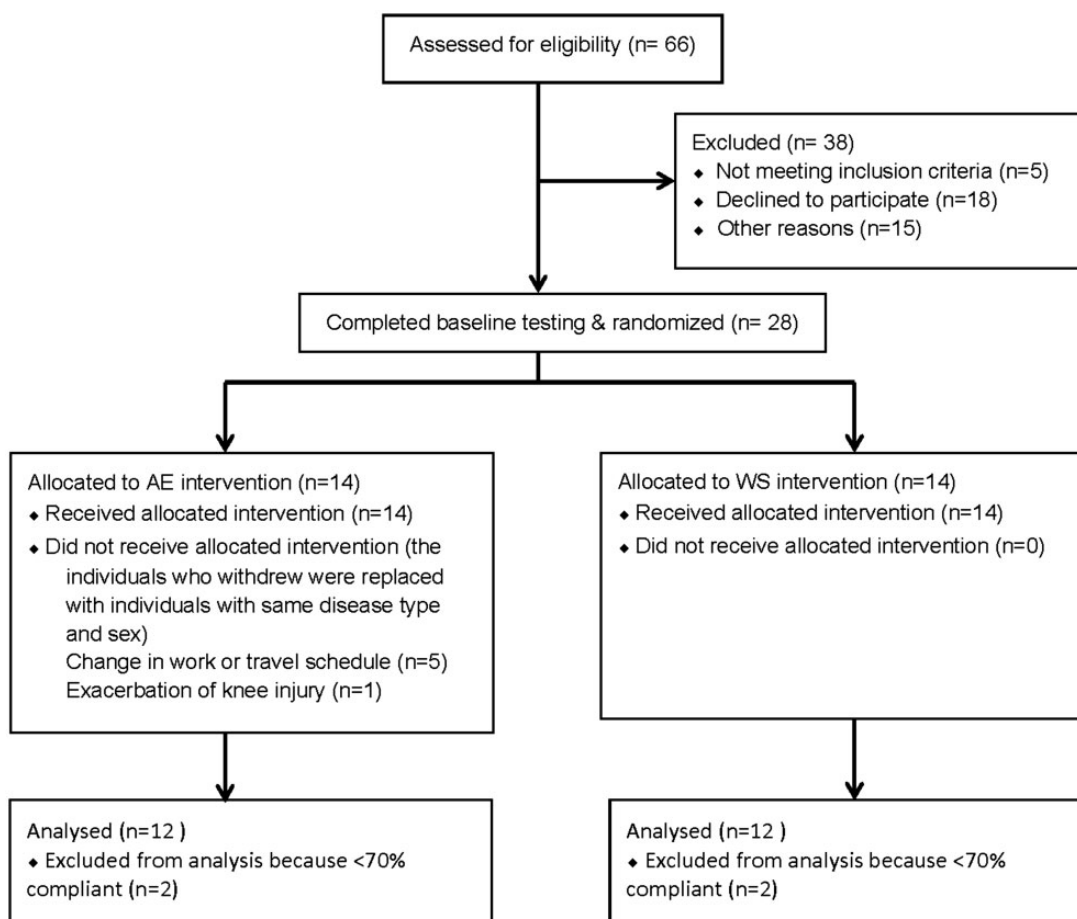 Assessed for eligibility (n= 66)
Excluded (n= 38)
⬥ Not meeting inclusion criteria (n=5)
⬥ Declined to participate (n=18)
⬥ Other reasons (n=15)
Completed baseline testing & randomized (n= 28)
Allocated to AE intervention (n=14)
⬥ Received allocated intervention (n=14)
⬥ Did not receive allocated intervention (the
individuals who withdrew were replaced
with individuals with same disease type
and sex)
Change in work or travel schedule (n=5)
Exacerbation of knee injury (n=1)
Allocated to WS intervention (n=14)
⬥ Received allocated intervention (n=14)
⬥ Did not receive allocated intervention (n=0)
Analysed (n=12 )
⬥ Excluded from analysis because <70%
compliant (n=2)
Analysed (n=12 )
⬥ Excluded from analysis because <70%
compliant (n=2)